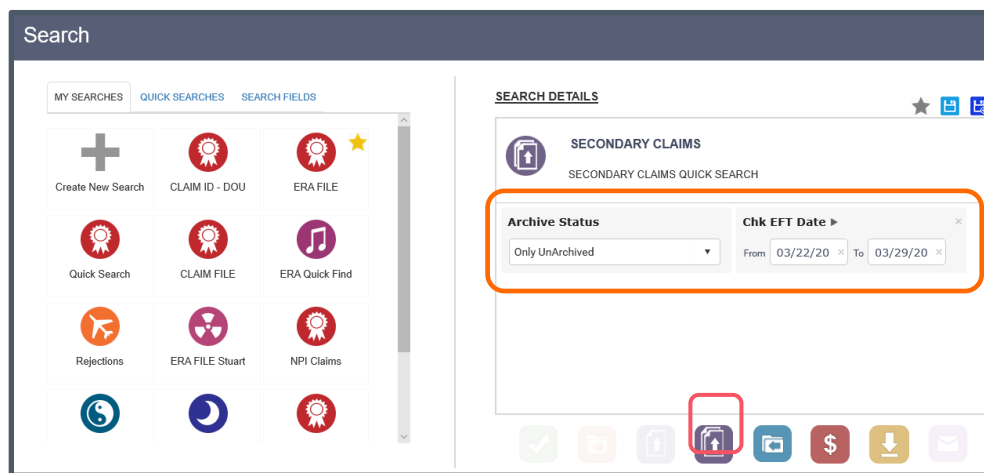 Search
MY SEARCHES QUICK SEARCHES SEARCH FIELDS
Create New Search CLAIM ID - DOU ERA FILE
Quick Search CLAIM FILE ERA Quick Find
Rejections ERA FILE Stuart NPI Claims
SEARCH DETAILS
SECONDARY CLAIMS
SECONDARY CLAIMS QUICK SEARCH
Archive Status
Only UnArchived
Chk EFT Date
From 03/22/20 To 03/29/20
$